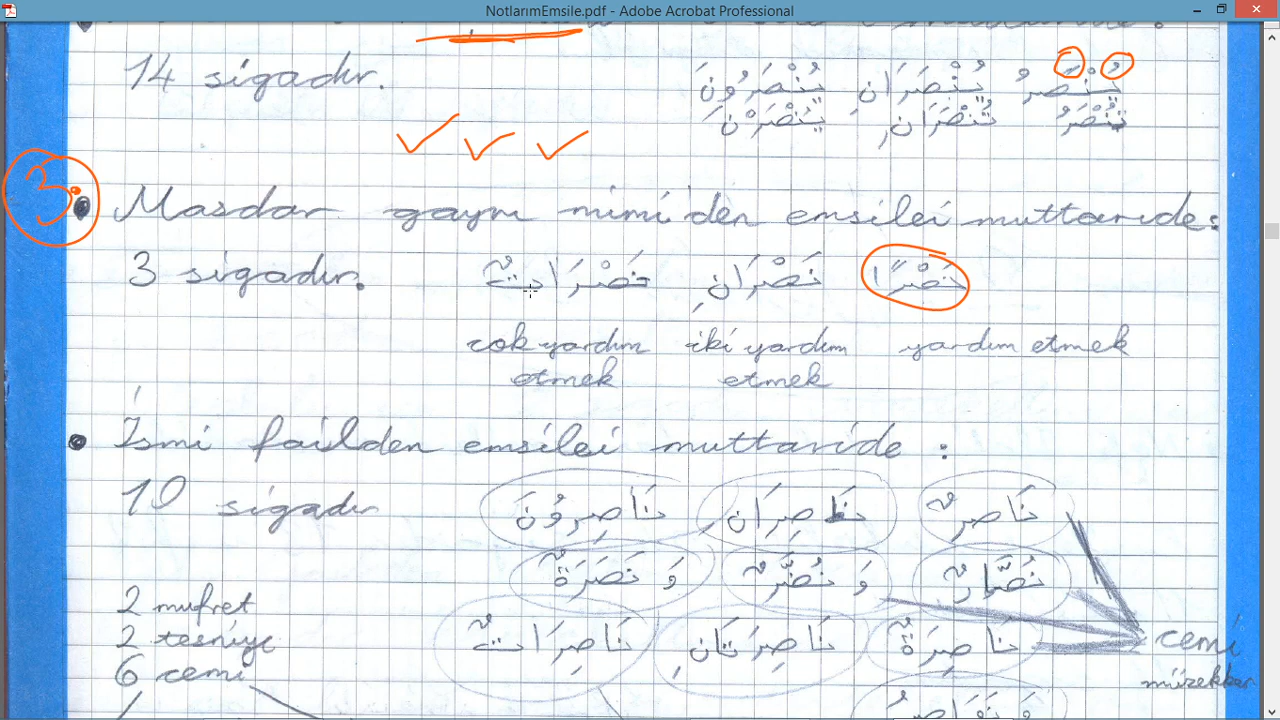 NotlarımEmsile.pdf - Adobe Acrobat Professional
14 sigadır.
يُنْصَرُ يُنْصَرَانِ يُنْصَرُونَ
تُنْصَرُ تُنْصَرَانِ يُنْصَرْنَ
3
Masdar gayrı mimi'den emsilei muttaride:
3 sigadır.
نَصْرًا نَصْرَانِ نَصْرَاتٌ
yardım etmek iki yardım etmek çok yardım etmek
İsmi failden emsilei muttaride :
10 sigadır
نَاصِرٌ نَاصِرَانِ نَاصِرُونَ
نُصَّارٌ وَ نُصَّرٌ وَ نَصَرَةٌ
2 mufret
2 tesniye
6 cemi
نَاصِرَةٌ نَاصِرَتَانِ نَاصِرَاتٌ
cemi
müzekker